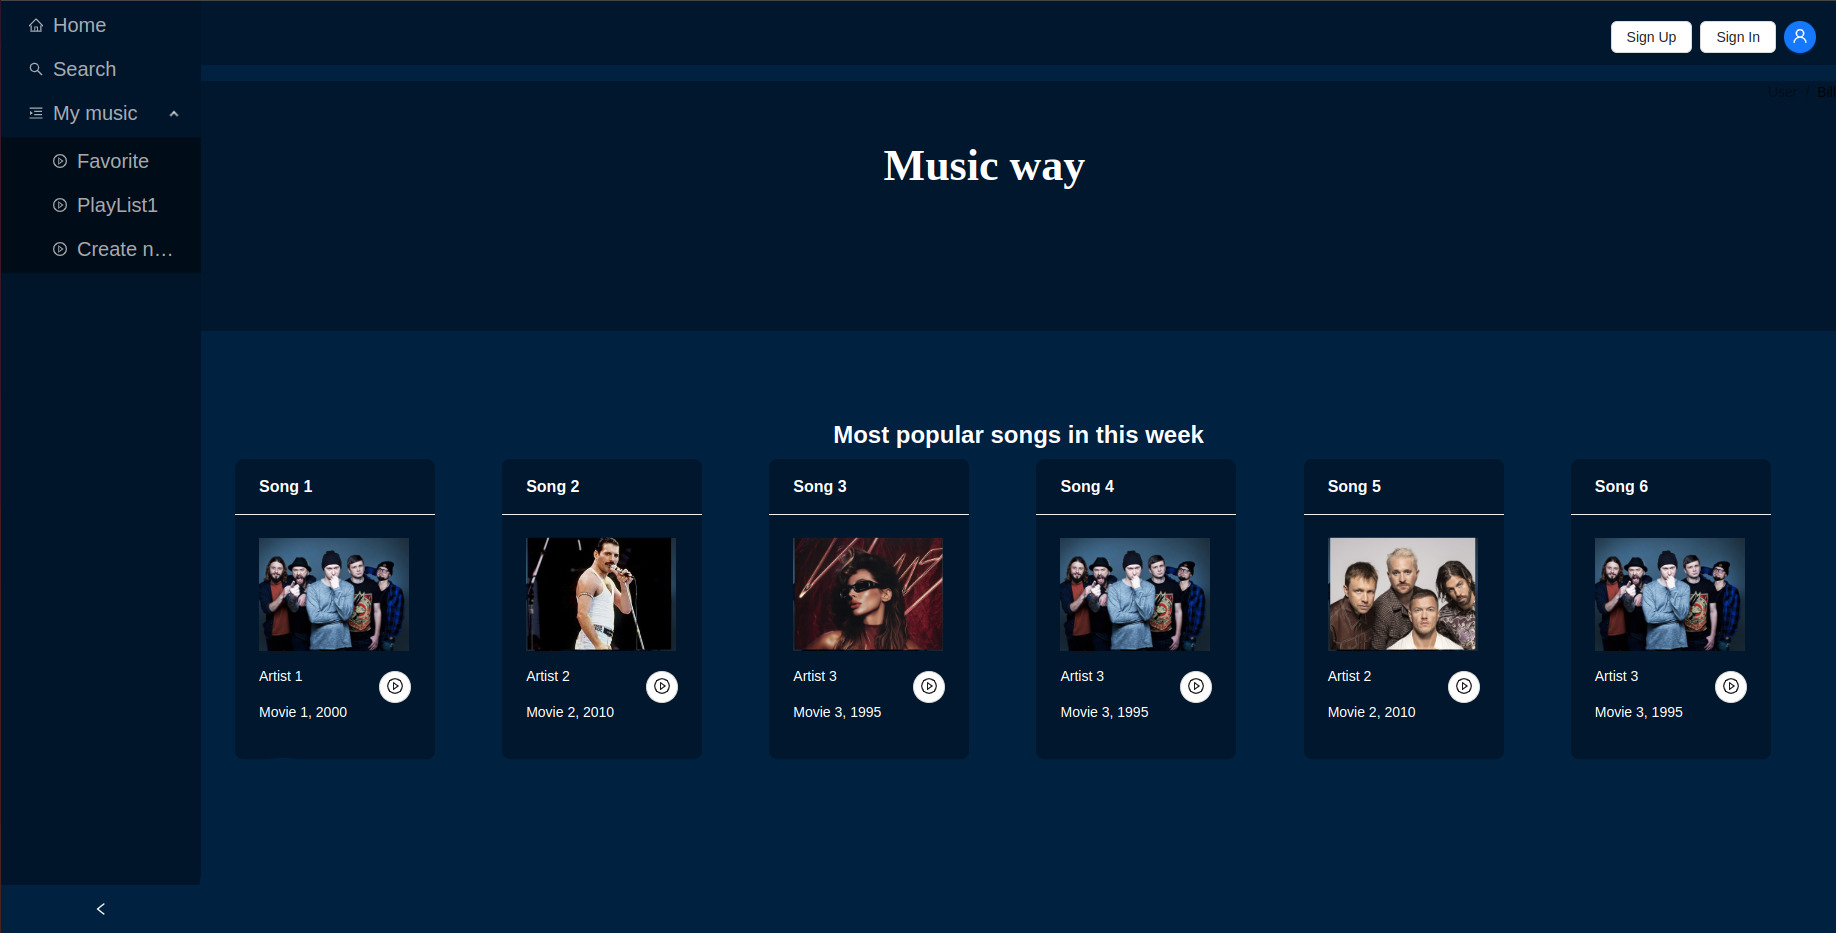 Home
Search
My music
Favorite
PlayList1
Create n...
Sign Up
Sign In
User / Bill
Music way
Most popular songs in this week
Song 1
Artist 1
Movie 1, 2000
Song 2
Artist 2
Movie 2, 2010
Song 3
Artist 3
Movie 3, 1995
Song 4
Artist 3
Movie 3, 1995
Song 5
Artist 2
Movie 2, 2010
Song 6
Artist 3
Movie 3, 1995